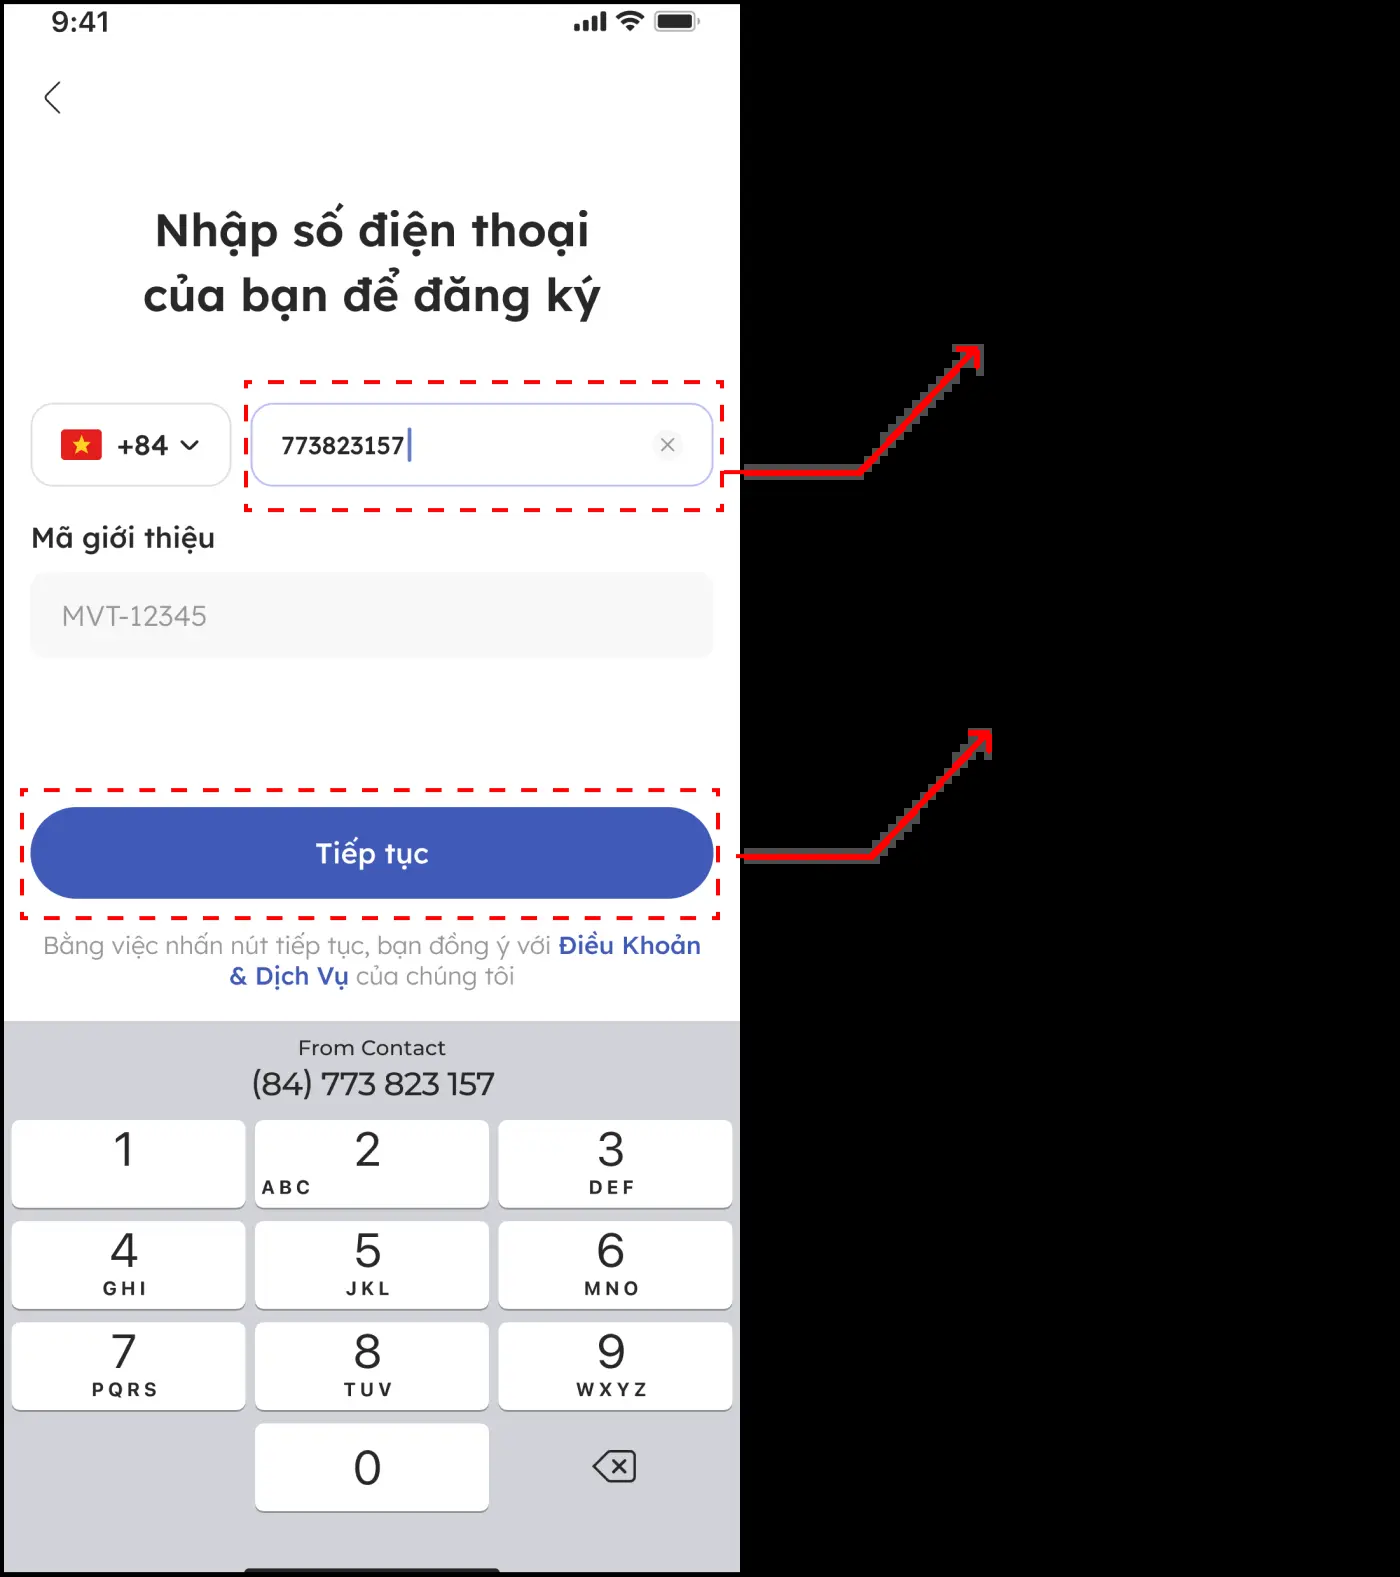 9:41
Nhập số điện thoại
của bạn để đăng ký
+84
773823157
Mã giới thiệu
MVT-12345
Tiếp tục
Bằng việc nhấn nút tiếp tục, bạn đồng ý với Điều Khoản
& Dịch Vụ của chúng tôi
From Contact
(84) 773 823 157
1
2
ABC
3
DEF
4
GHI
5
JKL
6
MNO
7
PQRS
8
TUV
9
WXYZ
0